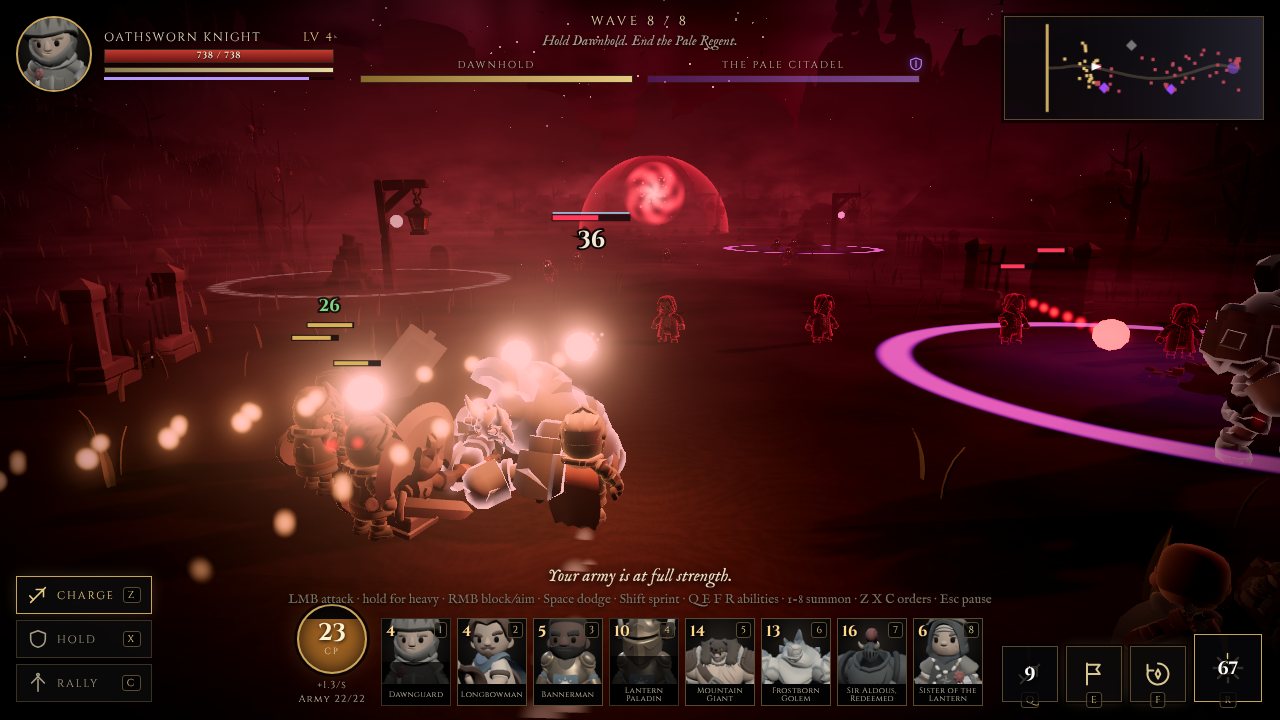 WAVE 8 / 8
Hold Dawnhold. End the Pale Regent.
OATHSWORN KNIGHT LV 4
738 / 738
DAWNHOLD
THE PALE CITADEL
36
26
Your army is at full strength.
LMB attack · hold for heavy · RMB block/aim · Space dodge · Shift sprint · Q E F R abilities · 1-8 summon · Z X C orders · Esc pause
CHARGE Z
HOLD X
RALLY C
23
CP
+1.3/S
ARMY 22/22
4 1
DAWNGUARD
4 2
LONGBOWMAN
5 3
BANNERMAN
10 4
LANTERN
PALADIN
14 5
MOUNTAIN
GIANT
13 6
FROSTBORN
GOLEM
16 7
SIR ALDOUS,
REDEEMED
6 8
SISTER OF THE
LANTERN
9
Q
E
F
67
R